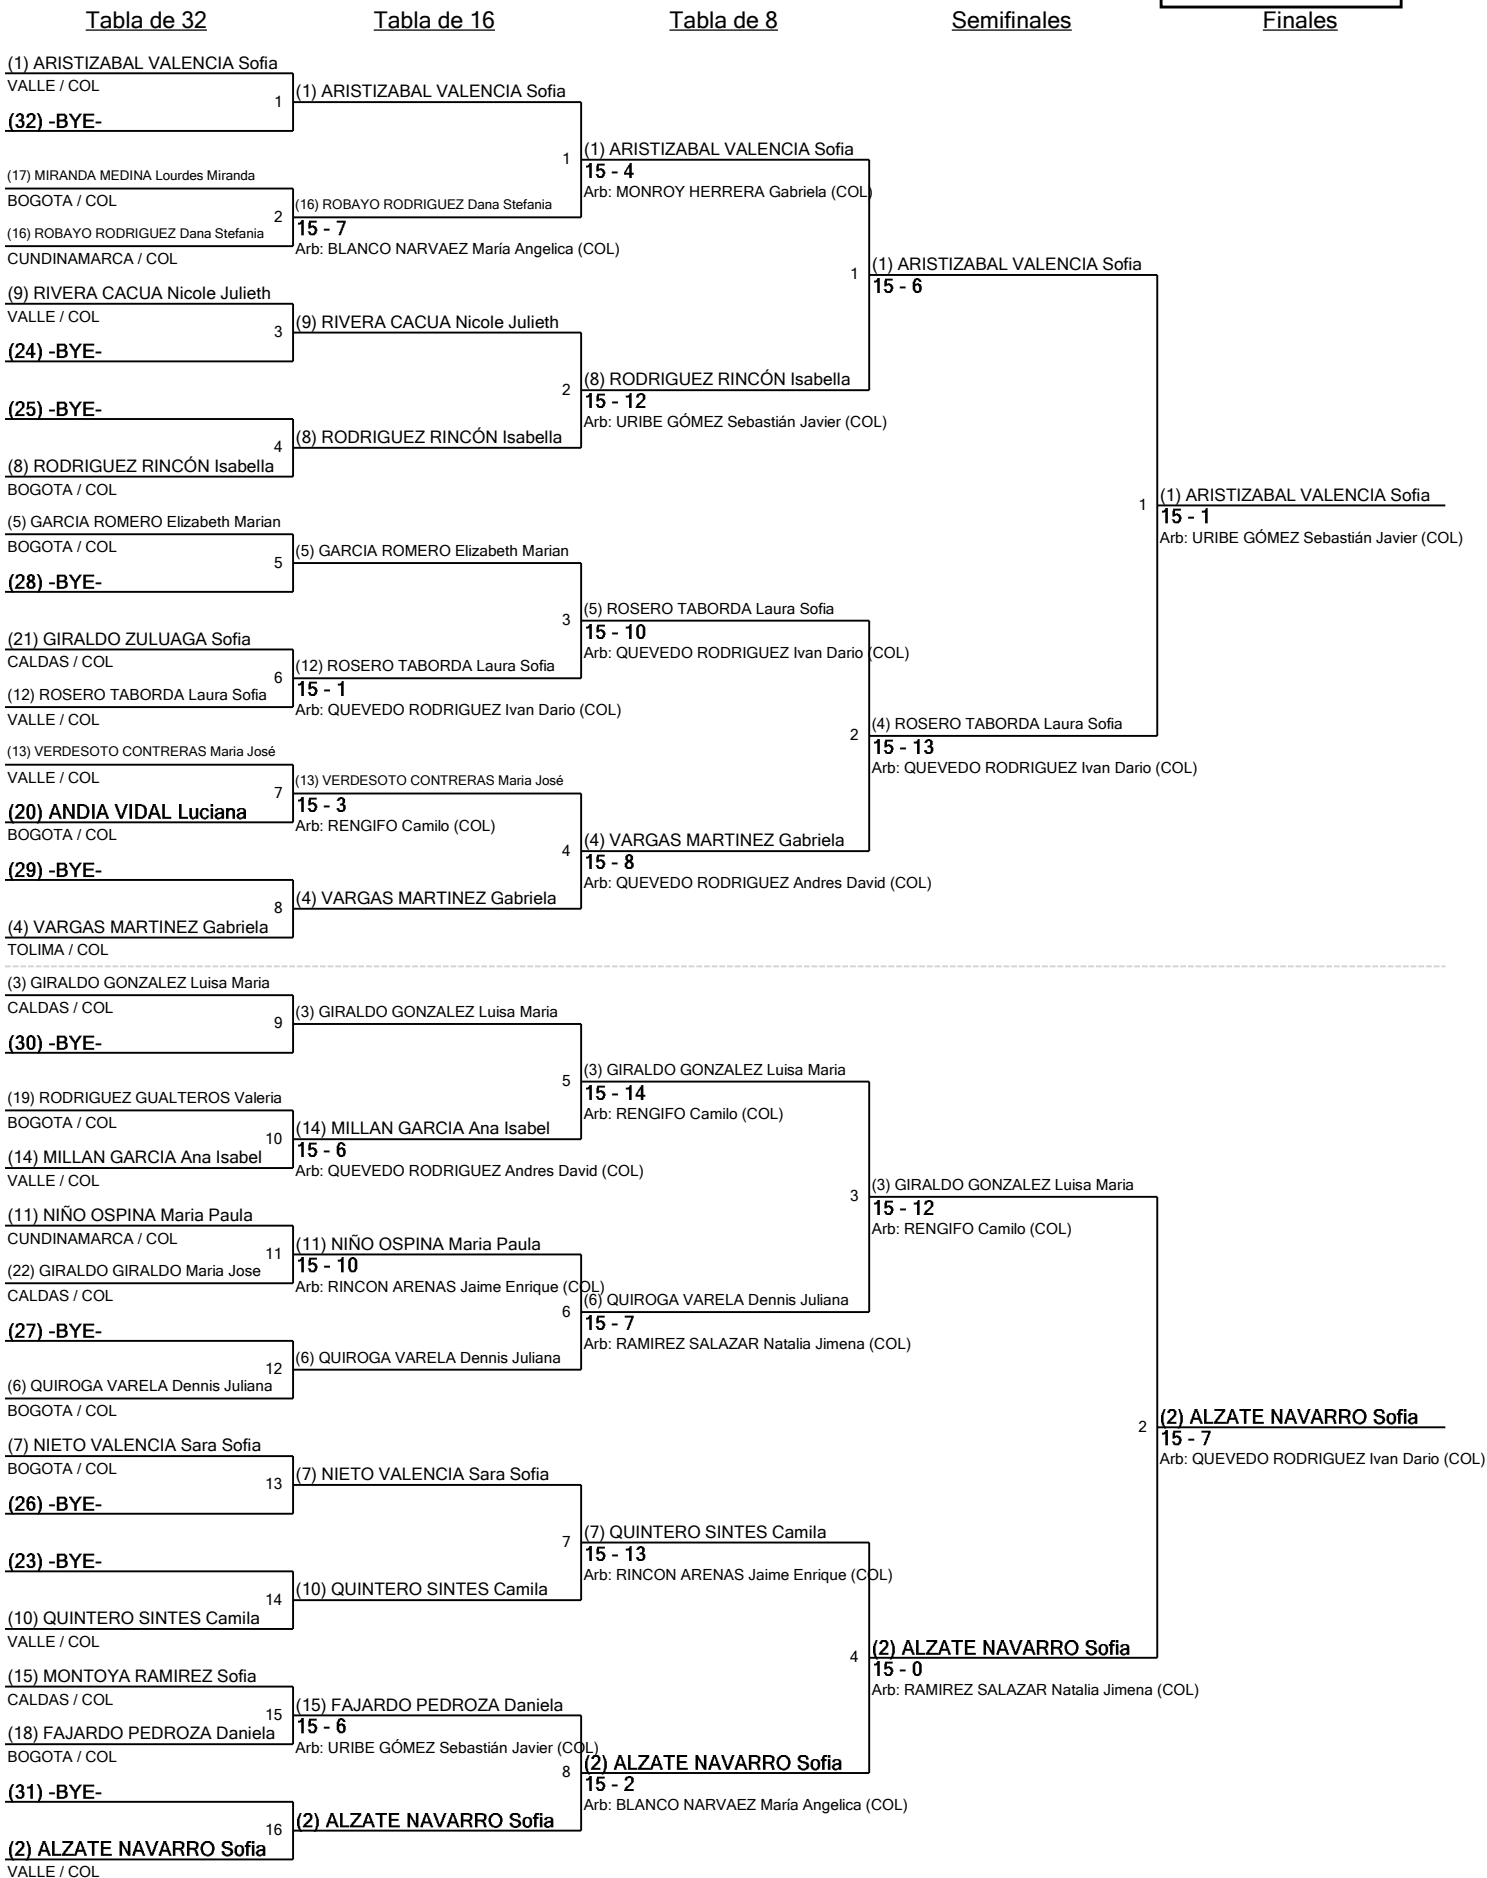 Tabla de 32
Tabla de 16
Tabla de 8
Semifinales
Finales
(1) ARISTIZABAL VALENCIA Sofia
VALLE / COL
1
(32) -BYE-
(17) MIRANDA MEDINA Lourdes Miranda
BOGOTA / COL
2
(16) ROBAYO RODRIGUEZ Dana Stefania
CUNDINAMARCA / COL
(9) RIVERA CACUA Nicole Julieth
VALLE / COL
3
(24) -BYE-
(25) -BYE-
4
(8) RODRIGUEZ RINCÓN Isabella
BOGOTA / COL
(5) GARCIA ROMERO Elizabeth Marian
BOGOTA / COL
5
(28) -BYE-
(21) GIRALDO ZULUAGA Sofia
CALDAS / COL
6
(12) ROSERO TABORDA Laura Sofia
VALLE / COL
(13) VERDESOTO CONTRERAS Maria José
VALLE / COL
7
(20) ANDIA VIDAL Luciana
BOGOTA / COL
(29) -BYE-
8
(4) VARGAS MARTINEZ Gabriela
TOLIMA / COL
(3) GIRALDO GONZALEZ Luisa Maria
CALDAS / COL
9
(30) -BYE-
(19) RODRIGUEZ GUALTEROS Valeria
BOGOTA / COL
10
(14) MILLAN GARCIA Ana Isabel
VALLE / COL
(11) NIÑO OSPINA Maria Paula
CUNDINAMARCA / COL
11
(22) GIRALDO GIRALDO Maria Jose
CALDAS / COL
(27) -BYE-
12
(6) QUIROGA VARELA Dennis Juliana
BOGOTA / COL
(7) NIETO VALENCIA Sara Sofia
BOGOTA / COL
13
(26) -BYE-
(23) -BYE-
14
(10) QUINTERO SINTES Camila
VALLE / COL
(15) MONTOYA RAMIREZ Sofia
CALDAS / COL
15
(18) FAJARDO PEDROZA Daniela
BOGOTA / COL
(31) -BYE-
16
(2) ALZATE NAVARRO Sofia
VALLE / COL
(1) ARISTIZABAL VALENCIA Sofia
1
(16) ROBAYO RODRIGUEZ Dana Stefania
15 - 7
Arb: BLANCO NARVAEZ María Angelica (COL)
(9) RIVERA CACUA Nicole Julieth
2
(8) RODRIGUEZ RINCÓN Isabella
(5) GARCIA ROMERO Elizabeth Marian
3
(12) ROSERO TABORDA Laura Sofia
15 - 1
Arb: QUEVEDO RODRIGUEZ Ivan Dario (COL)
(13) VERDESOTO CONTRERAS Maria José
15 - 3
Arb: RENGIFO Camilo (COL)
4
(4) VARGAS MARTINEZ Gabriela
(3) GIRALDO GONZALEZ Luisa Maria
5
(14) MILLAN GARCIA Ana Isabel
15 - 6
Arb: QUEVEDO RODRIGUEZ Andres David (COL)
(11) NIÑO OSPINA Maria Paula
15 - 10
Arb: RINCON ARENAS Jaime Enrique (COL)
6
(6) QUIROGA VARELA Dennis Juliana
(7) NIETO VALENCIA Sara Sofia
7
(10) QUINTERO SINTES Camila
(15) FAJARDO PEDROZA Daniela
15 - 6
Arb: URIBE GÓMEZ Sebastián Javier (COL)
8
(2) ALZATE NAVARRO Sofia
(1) ARISTIZABAL VALENCIA Sofia
15 - 4
Arb: MONROY HERRERA Gabriela (COL)
1
(8) RODRIGUEZ RINCÓN Isabella
15 - 12
Arb: URIBE GÓMEZ Sebastián Javier (COL)
(5) ROSERO TABORDA Laura Sofia
15 - 10
Arb: QUEVEDO RODRIGUEZ Ivan Dario (COL)
2
(4) VARGAS MARTINEZ Gabriela
15 - 8
Arb: QUEVEDO RODRIGUEZ Andres David (COL)
(3) GIRALDO GONZALEZ Luisa Maria
15 - 14
Arb: RENGIFO Camilo (COL)
3
(6) QUIROGA VARELA Dennis Juliana
15 - 7
Arb: RAMIREZ SALAZAR Natalia Jimena (COL)
(7) QUINTERO SINTES Camila
15 - 13
Arb: RINCON ARENAS Jaime Enrique (COL)
4
(2) ALZATE NAVARRO Sofia
15 - 2
Arb: BLANCO NARVAEZ María Angelica (COL)
(1) ARISTIZABAL VALENCIA Sofia
15 - 6
1
(4) ROSERO TABORDA Laura Sofia
15 - 13
Arb: QUEVEDO RODRIGUEZ Ivan Dario (COL)
(3) GIRALDO GONZALEZ Luisa Maria
15 - 12
Arb: RENGIFO Camilo (COL)
2
(2) ALZATE NAVARRO Sofia
15 - 0
Arb: RAMIREZ SALAZAR Natalia Jimena (COL)
(1) ARISTIZABAL VALENCIA Sofia
15 - 1
Arb: URIBE GÓMEZ Sebastián Javier (COL)
(2) ALZATE NAVARRO Sofia
15 - 7
Arb: QUEVEDO RODRIGUEZ Ivan Dario (COL)